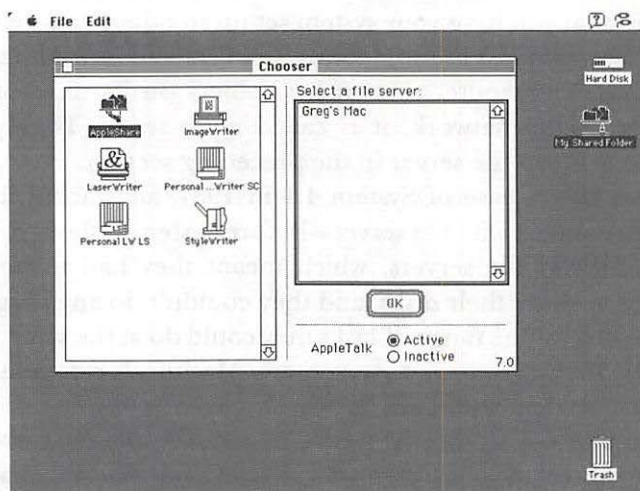 File Edit
Chooser
Hard Disk
AppleShare
ImageWriter
Select a file server:
Greg's Mac
My Shared Folder
LaserWriter
Personal ...Writer SC
Personal LW LS
StyleWriter
OK
AppleTalk
Active
Inactive
7.0
Trash